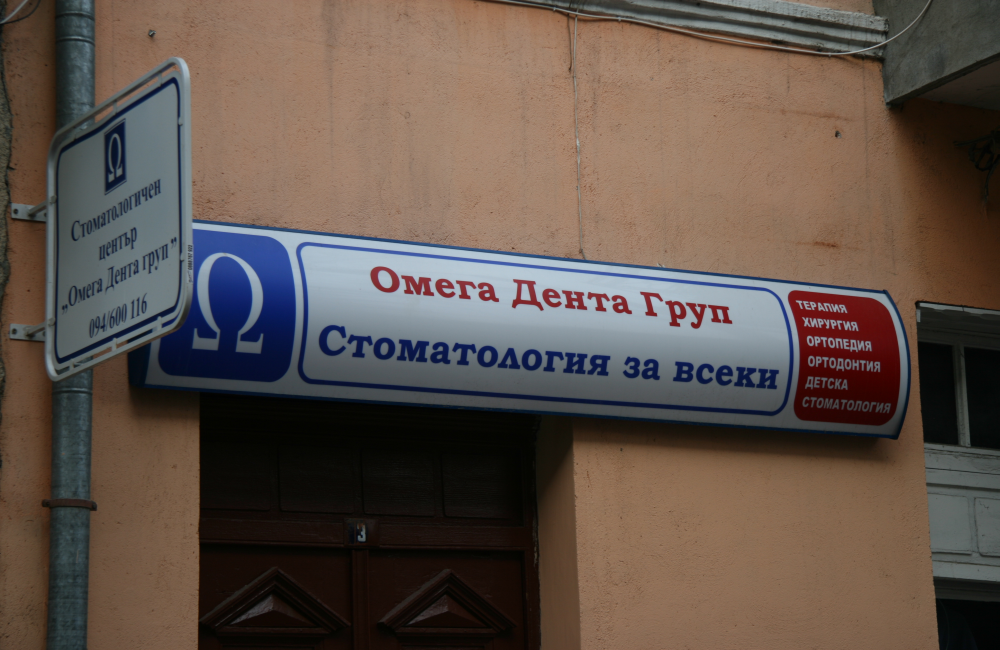 Ω
Стоматологичен
център
„Омега Дента груп”
094/600 116
Ω
Омега Дента Груп
Стоматология за всеки
ТЕРАПИЯ
ХИРУРГИЯ
ОРТОПЕДИЯ
ОРТОДОНТИЯ
ДЕТСКА
СТОМАТОЛОГИЯ
3